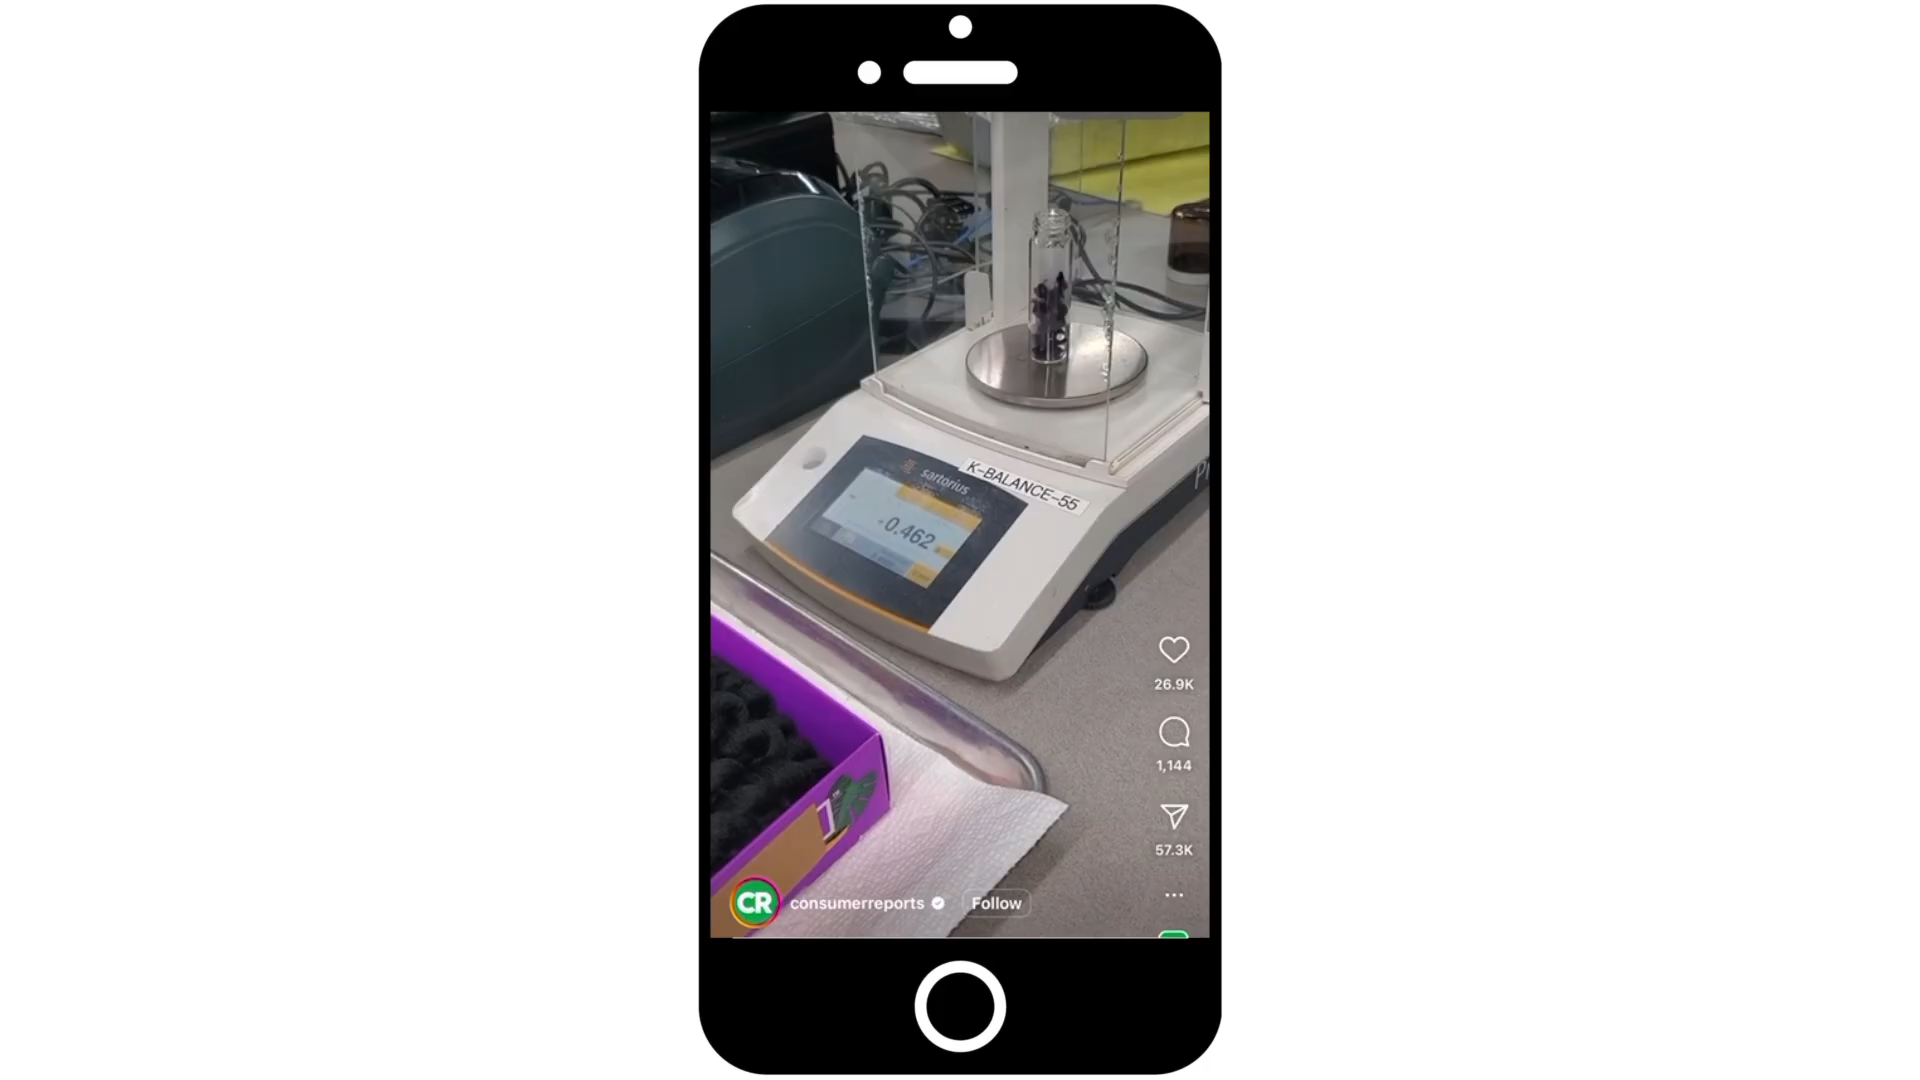 sartorius
K-BALANCE-55
+0.462
26.9K
1,144
57.3K
CR
consumerreports
Follow